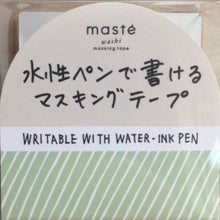 masté
washi
masking tape
水性ペンで書ける
マスキングテープ
WRITABLE WITH WATER-INK PEN